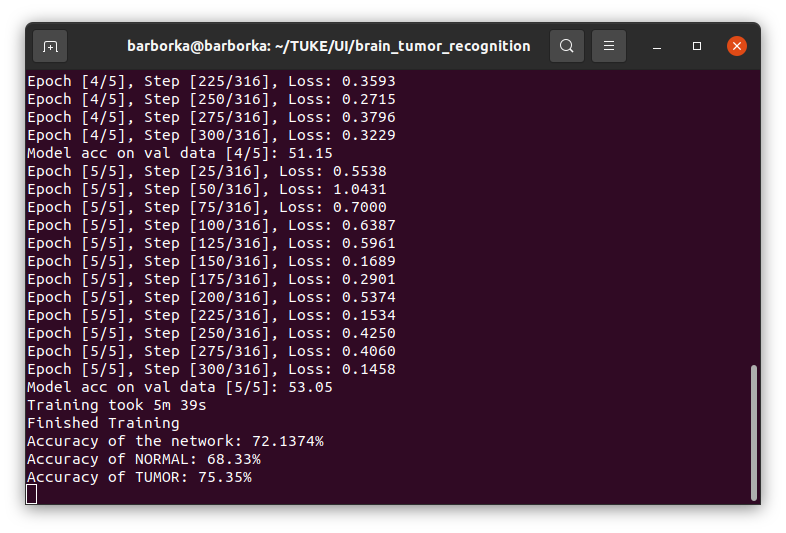 barborka@barborka: ~/TUKE/UI/brain_tumor_recognition
Epoch [4/5], Step [225/316], Loss: 0.3593
Epoch [4/5], Step [250/316], Loss: 0.2715
Epoch [4/5], Step [275/316], Loss: 0.3796
Epoch [4/5], Step [300/316], Loss: 0.3229
Model acc on val data [4/5]: 51.15
Epoch [5/5], Step [25/316], Loss: 0.5538
Epoch [5/5], Step [50/316], Loss: 1.0431
Epoch [5/5], Step [75/316], Loss: 0.7000
Epoch [5/5], Step [100/316], Loss: 0.6387
Epoch [5/5], Step [125/316], Loss: 0.5961
Epoch [5/5], Step [150/316], Loss: 0.1689
Epoch [5/5], Step [175/316], Loss: 0.2901
Epoch [5/5], Step [200/316], Loss: 0.5374
Epoch [5/5], Step [225/316], Loss: 0.1534
Epoch [5/5], Step [250/316], Loss: 0.4250
Epoch [5/5], Step [275/316], Loss: 0.4060
Epoch [5/5], Step [300/316], Loss: 0.1458
Model acc on val data [5/5]: 53.05
Training took 5m 39s
Finished Training
Accuracy of the network: 72.1374%
Accuracy of NORMAL: 68.33%
Accuracy of TUMOR: 75.35%